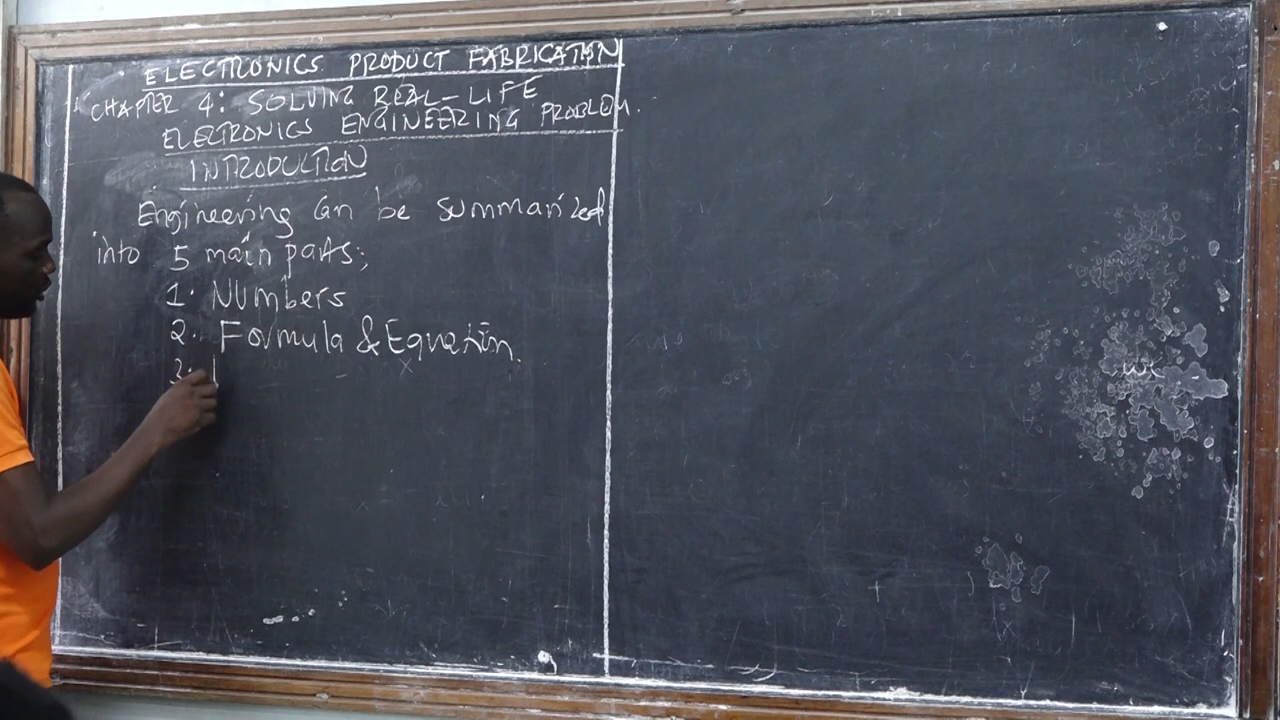 ELECTRONICS PRODUCT FABRICATION
CHAPTER 4: SOLVING REAL-LIFE
ELECTRONICS ENGINEERING PROBLEM.
INTRODUCTION
Engineering Can be summarized
into 5 main parts;
1. Numbers
2. Formula & Equation.
3.